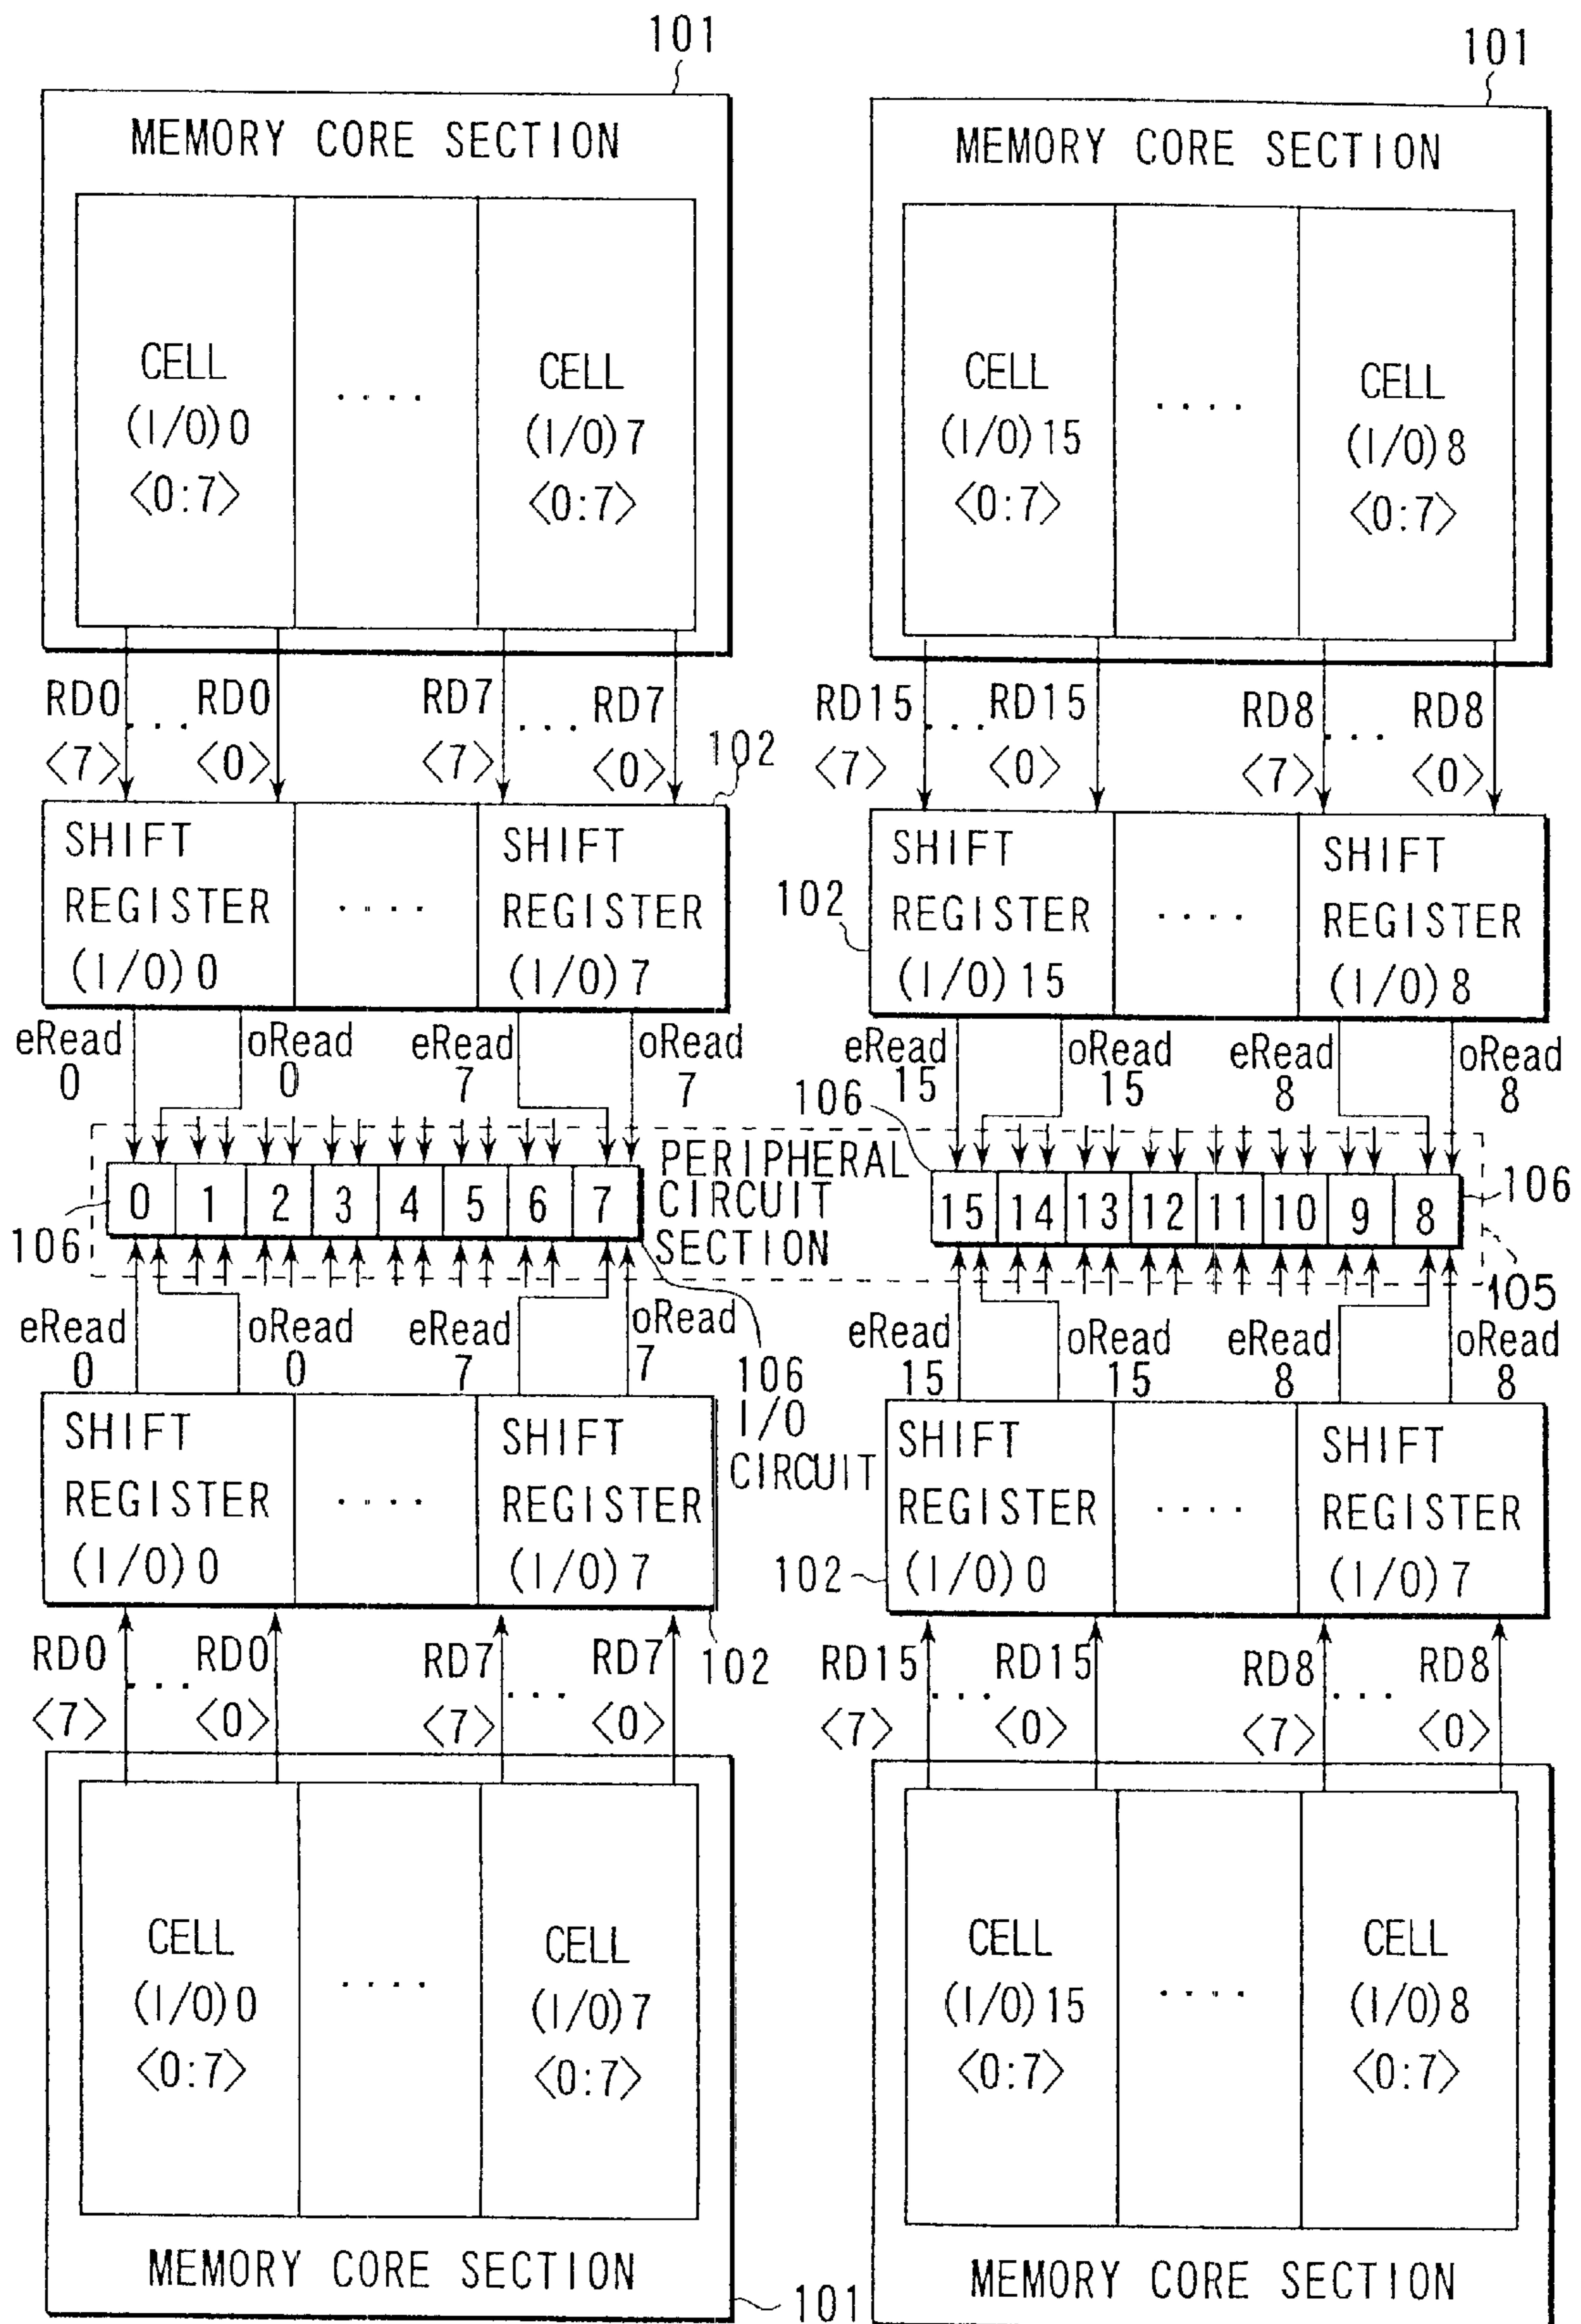 101
101
MEMORY CORE SECTION
MEMORY CORE SECTION
CELL
(I/O)0
<0:7>
....
CELL
(I/O)7
<0:7>
CELL
(I/O)15
<0:7>
....
CELL
(I/O)8
<0:7>
RD0
<7>
...
RD0
<0>
RD7
<7>
...
RD7
<0>
RD15
<7>
...
RD15
<0>
RD8
<7>
...
RD8
<0>
102
SHIFT
REGISTER
(I/O)0
....
SHIFT
REGISTER
(I/O)7
102
SHIFT
REGISTER
(I/O)15
....
SHIFT
REGISTER
(I/O)8
eRead
0
oRead
0
eRead
7
oRead
7
eRead
15
oRead
15
eRead
8
oRead
8
106
0 1 2 3 4 5 6 7
106
PERIPHERAL
CIRCUIT
SECTION
15 14 13 12 11 10 9 8
106
105
eRead
0
oRead
0
eRead
7
oRead
7
106
I/O
CIRCUIT
eRead
15
oRead
15
eRead
8
oRead
8
SHIFT
REGISTER
(I/O)0
....
SHIFT
REGISTER
(I/O)7
102
102
SHIFT
REGISTER
(I/O)0
....
SHIFT
REGISTER
(I/O)7
RD0
<7>
...
RD0
<0>
RD7
<7>
...
RD7
<0>
RD15
<7>
...
RD15
<0>
RD8
<7>
...
RD8
<0>
CELL
(I/O)0
<0:7>
....
CELL
(I/O)7
<0:7>
CELL
(I/O)15
<0:7>
....
CELL
(I/O)8
<0:7>
MEMORY CORE SECTION
101
MEMORY CORE SECTION